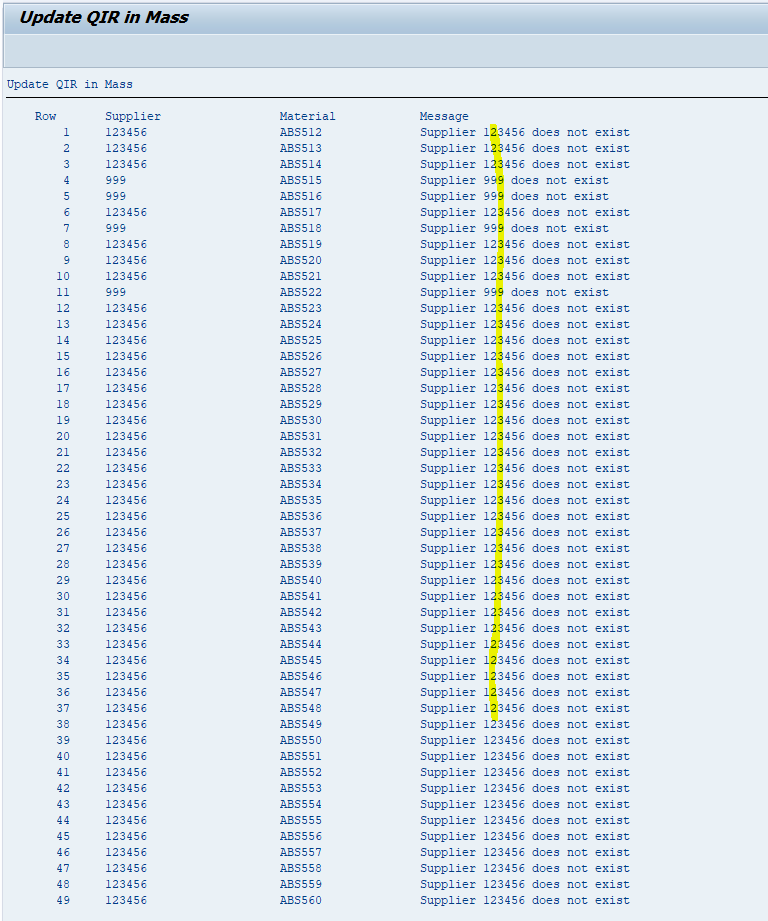 Update QIR in Mass
Update QIR in Mass
Row Supplier Material Message
1 123456 ABS512 Supplier 123456 does not exist
2 123456 ABS513 Supplier 123456 does not exist
3 123456 ABS514 Supplier 123456 does not exist
4 999 ABS515 Supplier 999 does not exist
5 999 ABS516 Supplier 999 does not exist
6 123456 ABS517 Supplier 123456 does not exist
7 999 ABS518 Supplier 999 does not exist
8 123456 ABS519 Supplier 123456 does not exist
9 123456 ABS520 Supplier 123456 does not exist
10 123456 ABS521 Supplier 123456 does not exist
11 999 ABS522 Supplier 999 does not exist
12 123456 ABS523 Supplier 123456 does not exist
13 123456 ABS524 Supplier 123456 does not exist
14 123456 ABS525 Supplier 123456 does not exist
15 123456 ABS526 Supplier 123456 does not exist
16 123456 ABS527 Supplier 123456 does not exist
17 123456 ABS528 Supplier 123456 does not exist
18 123456 ABS529 Supplier 123456 does not exist
19 123456 ABS530 Supplier 123456 does not exist
20 123456 ABS531 Supplier 123456 does not exist
21 123456 ABS532 Supplier 123456 does not exist
22 123456 ABS533 Supplier 123456 does not exist
23 123456 ABS534 Supplier 123456 does not exist
24 123456 ABS535 Supplier 123456 does not exist
25 123456 ABS536 Supplier 123456 does not exist
26 123456 ABS537 Supplier 123456 does not exist
27 123456 ABS538 Supplier 123456 does not exist
28 123456 ABS539 Supplier 123456 does not exist
29 123456 ABS540 Supplier 123456 does not exist
30 123456 ABS541 Supplier 123456 does not exist
31 123456 ABS542 Supplier 123456 does not exist
32 123456 ABS543 Supplier 123456 does not exist
33 123456 ABS544 Supplier 123456 does not exist
34 123456 ABS545 Supplier 123456 does not exist
35 123456 ABS546 Supplier 123456 does not exist
36 123456 ABS547 Supplier 123456 does not exist
37 123456 ABS548 Supplier 123456 does not exist
38 123456 ABS549 Supplier 123456 does not exist
39 123456 ABS550 Supplier 123456 does not exist
40 123456 ABS551 Supplier 123456 does not exist
41 123456 ABS552 Supplier 123456 does not exist
42 123456 ABS553 Supplier 123456 does not exist
43 123456 ABS554 Supplier 123456 does not exist
44 123456 ABS555 Supplier 123456 does not exist
45 123456 ABS556 Supplier 123456 does not exist
46 123456 ABS557 Supplier 123456 does not exist
47 123456 ABS558 Supplier 123456 does not exist
48 123456 ABS559 Supplier 123456 does not exist
49 123456 ABS560 Supplier 123456 does not exist